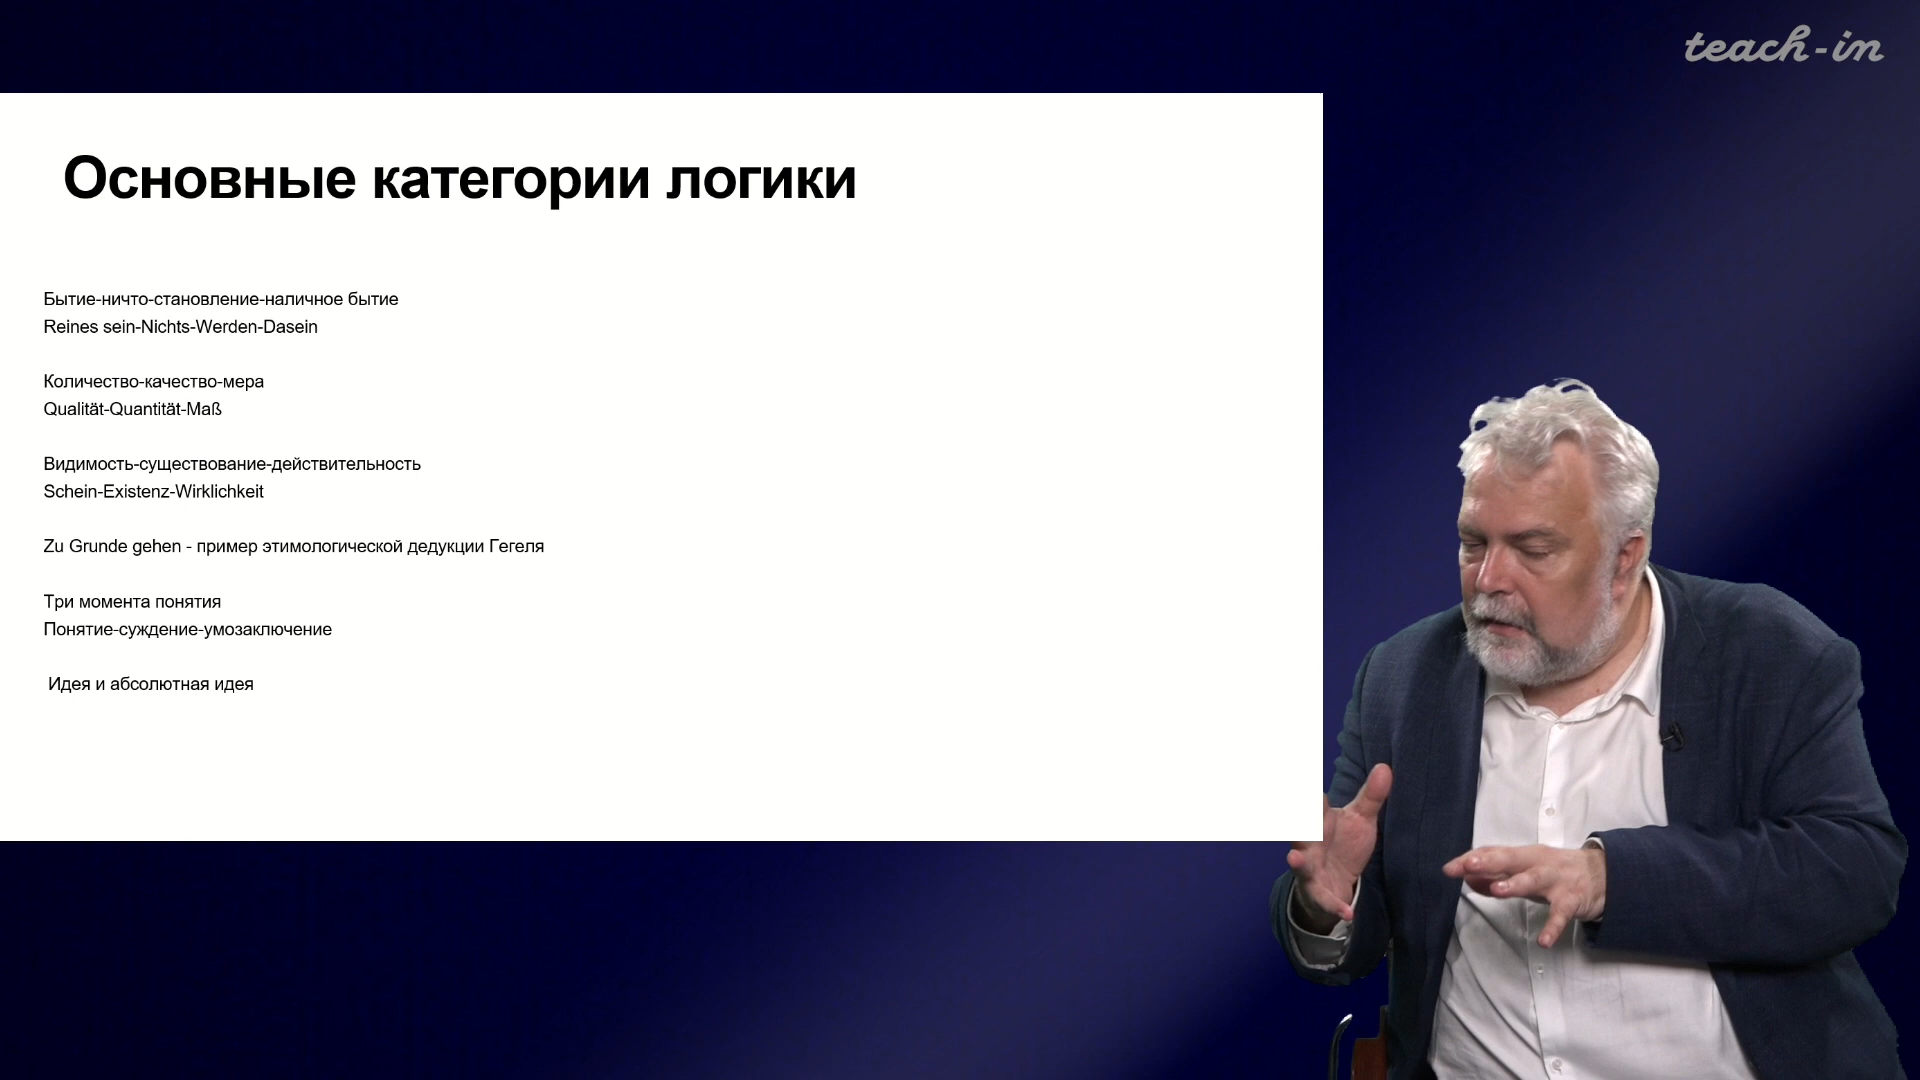 teach-in
Основные категории логики
Бытие-ничто-становление-наличное бытие
Reines sein-Nichts-Werden-Dasein
Количество-качество-мера
Qualität-Quantität-Maß
Видимость-существование-действительность
Schein-Existenz-Wirklichkeit
Zu Grunde gehen - пример этимологической дедукции Гегеля
Три момента понятия
Понятие-суждение-умозаключение
Идея и абсолютная идея